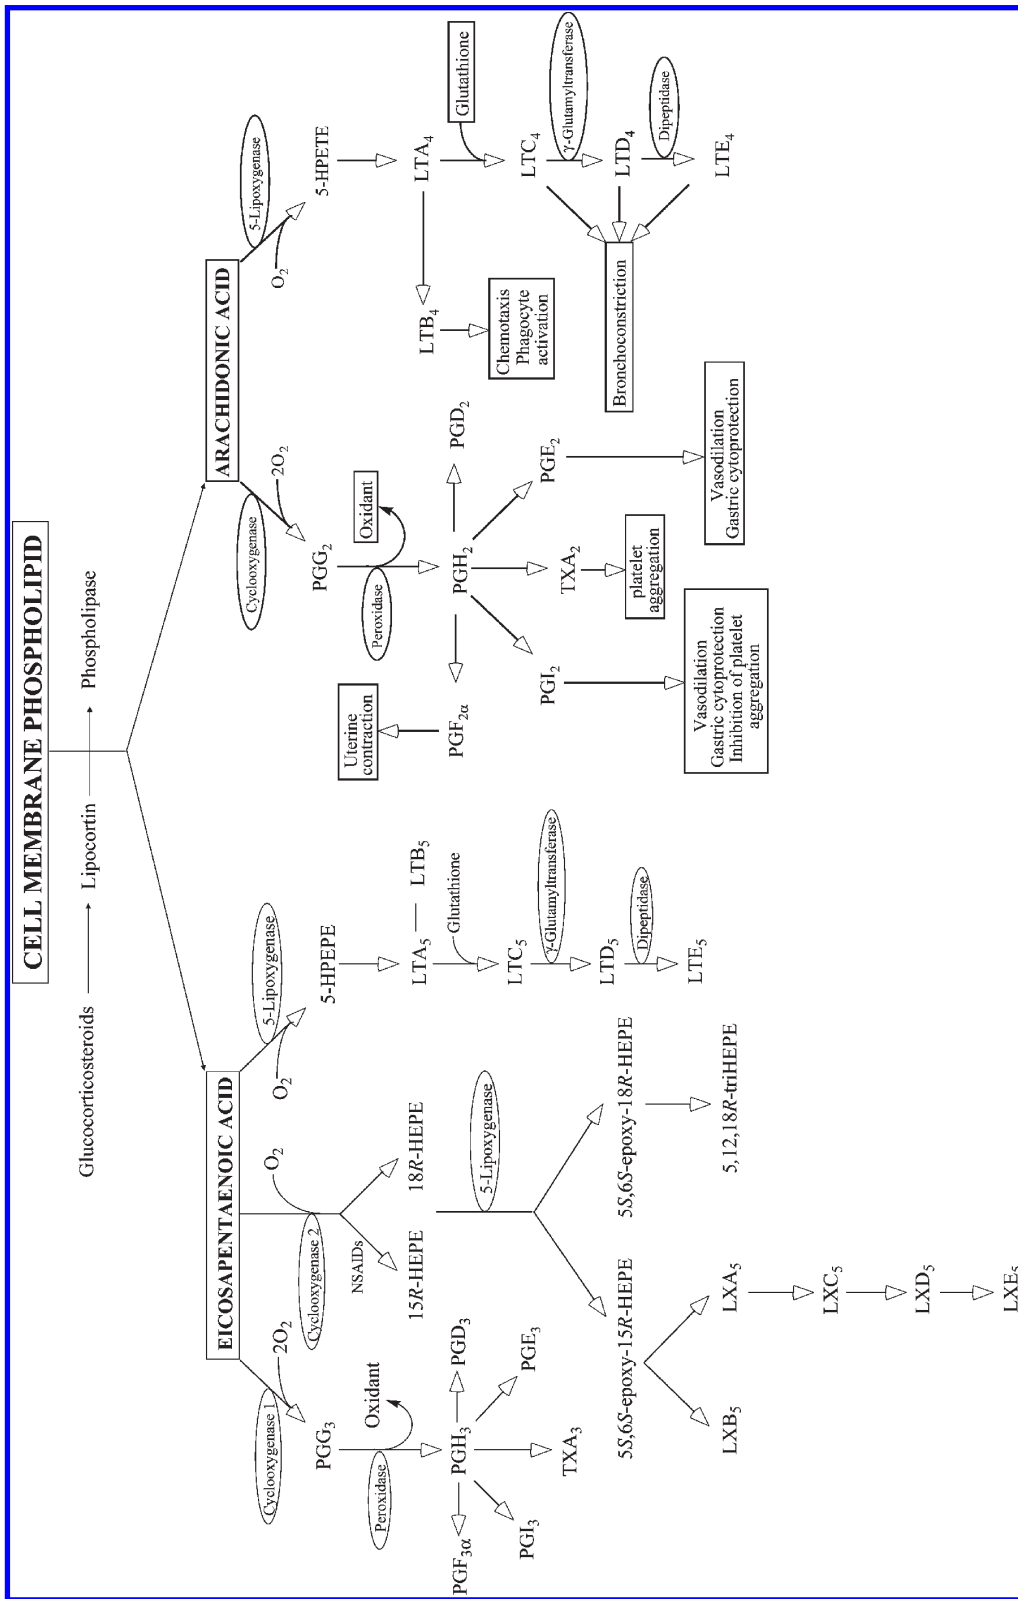 CELL MEMBRANE PHOSPHOLIPID
Glucocorticosteroids
Lipocortin
Phospholipase
EICOSAPENTAENOIC ACID
ARACHIDONIC ACID
Cyclooxygenase 1
2O2
PGG3
Peroxidase
Oxidant
PGF3α
PGH3
PGD3
PGI3
TXA3
PGE3
Cyclooxygenase 2
O2
NSAIDs
15R-HEPE
18R-HEPE
5-Lipoxygenase
5S,6S-epoxy-15R-HEPE
5S,6S-epoxy-18R-HEPE
LXB5
LXA5
5,12,18R-triHEPE
LXC5
LXD5
LXE5
5-Lipoxygenase
O2
5-HPEPE
LTA5
LTB5
Glutathione
LTC5
γ-Glutamyltransferase
LTD5
Dipeptidase
LTE5
Cyclooxygenase
2O2
PGG2
Peroxidase
Oxidant
Uterine
contraction
PGF2α
PGH2
PGD2
PGI2
TXA2
PGE2
platelet
aggregation
Vasodilation
Gastric cytoprotection
Inhibition of platelet
aggregation
Vasodilation
Gastric cytoprotection
5-Lipoxygenase
O2
5-HPETE
LTB4
LTA4
Glutathione
Chemotaxis
Phagocyte
activation
LTC4
γ-Glutamyltransferase
Bronchoconstriction
LTD4
Dipeptidase
LTE4